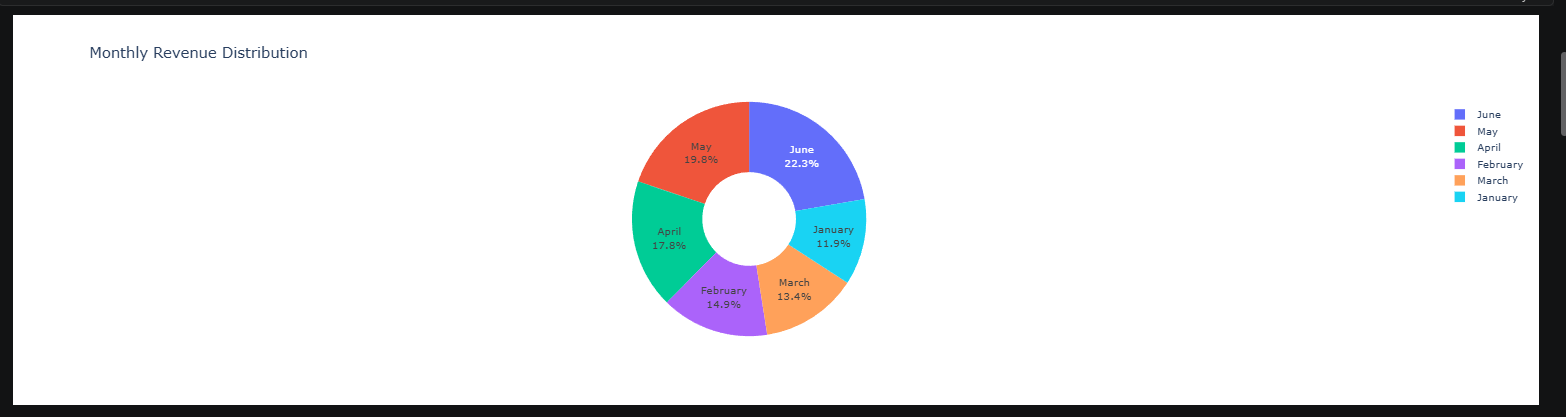 Monthly Revenue Distribution
May
19.8%
June
22.3%
April
17.8%
January
11.9%
February
14.9%
March
13.4%
June
May
April
February
March
January